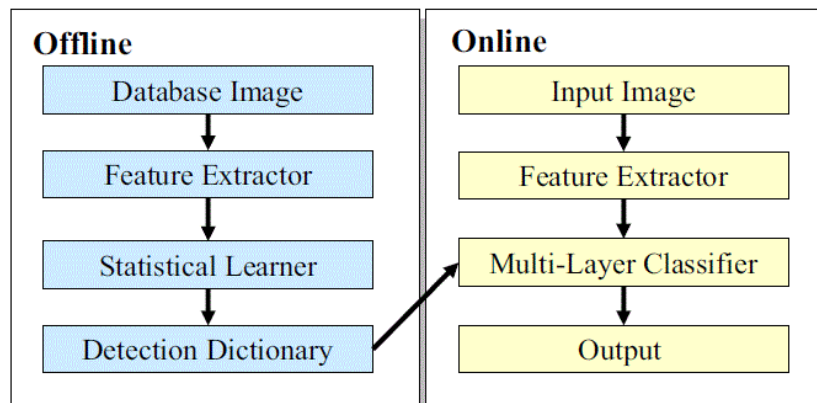 Offline
Database Image
Feature Extractor
Statistical Learner
Detection Dictionary
Online
Input Image
Feature Extractor
Multi-Layer Classifier
Output